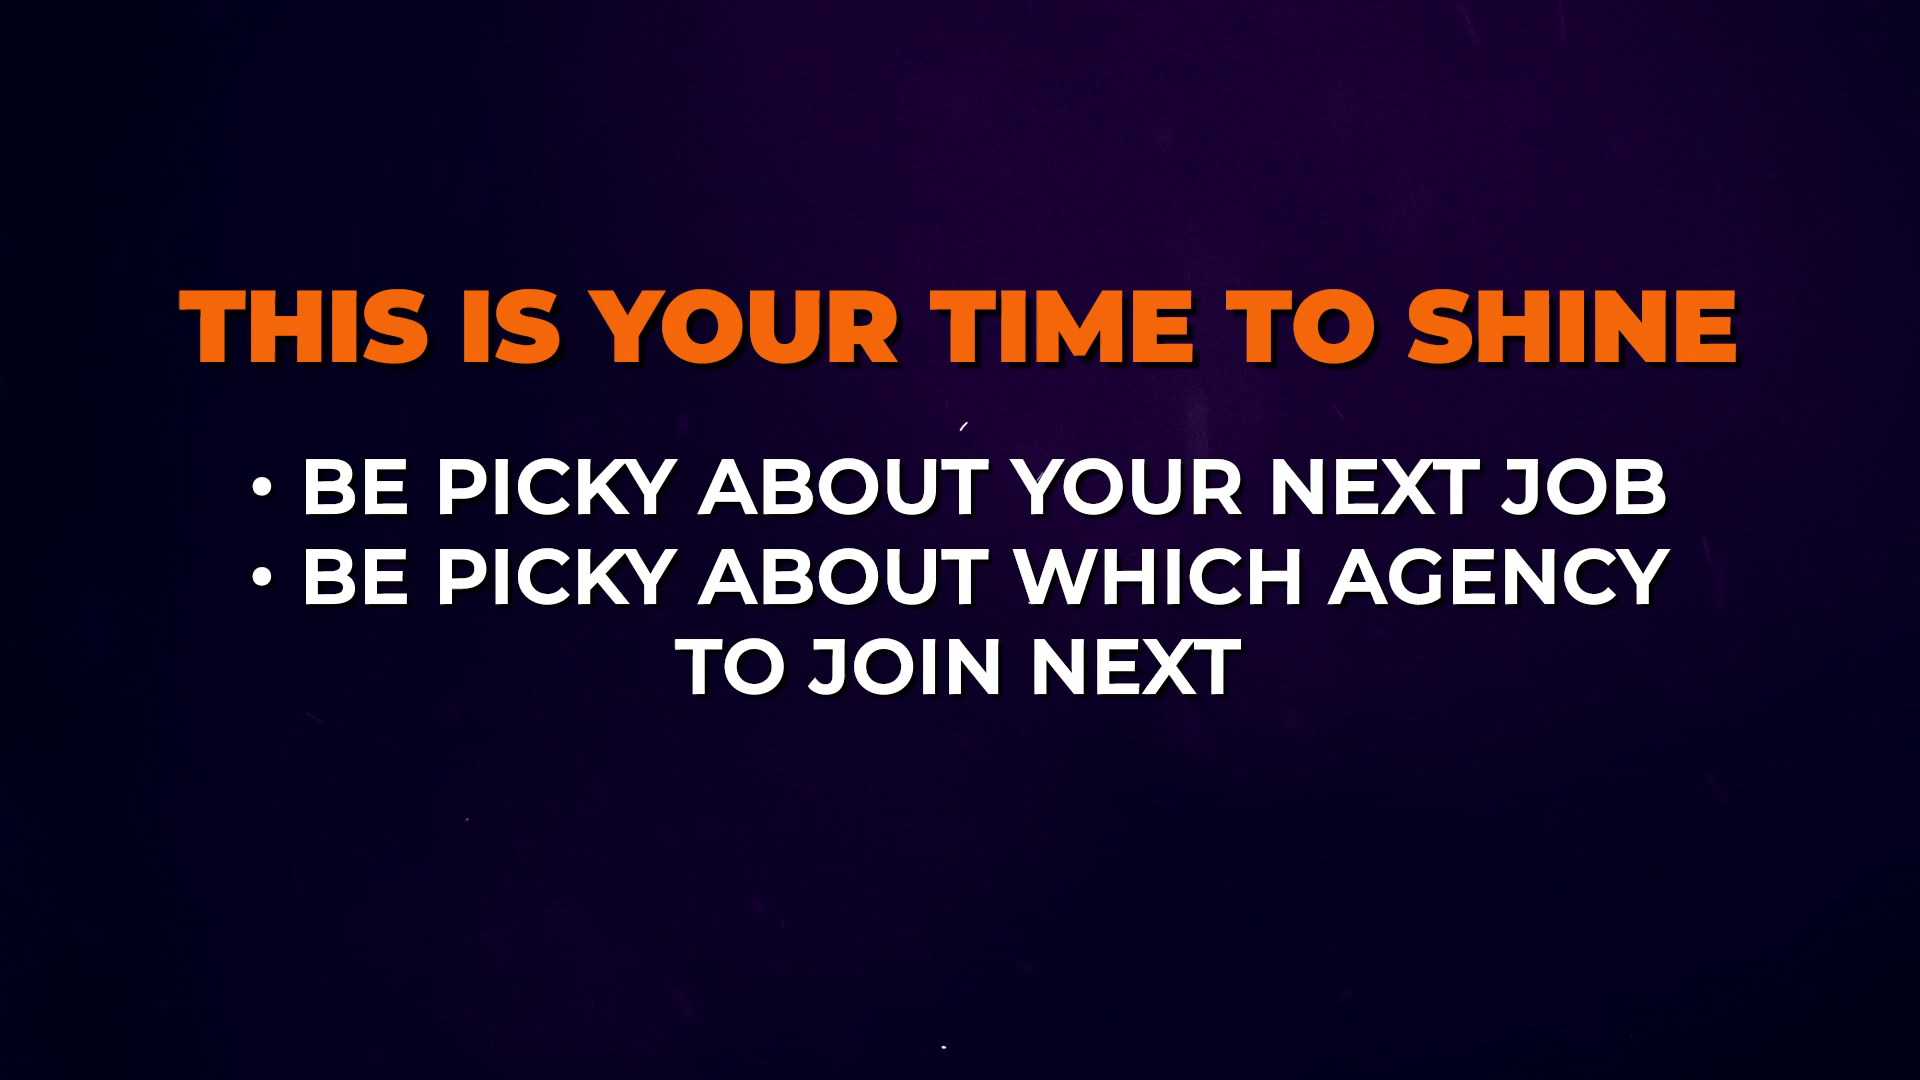 THIS IS YOUR TIME TO SHINE
• BE PICKY ABOUT YOUR NEXT JOB
• BE PICKY ABOUT WHICH AGENCY
TO JOIN NEXT